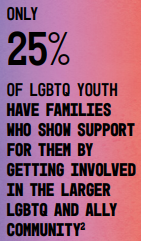 ONLY
25%
OF LGBTQ YOUTH
HAVE FAMILIES
WHO SHOW SUPPORT
FOR THEM BY
GETTING INVOLVED
IN THE LARGER
LGBTQ AND ALLY
COMMUNITY²